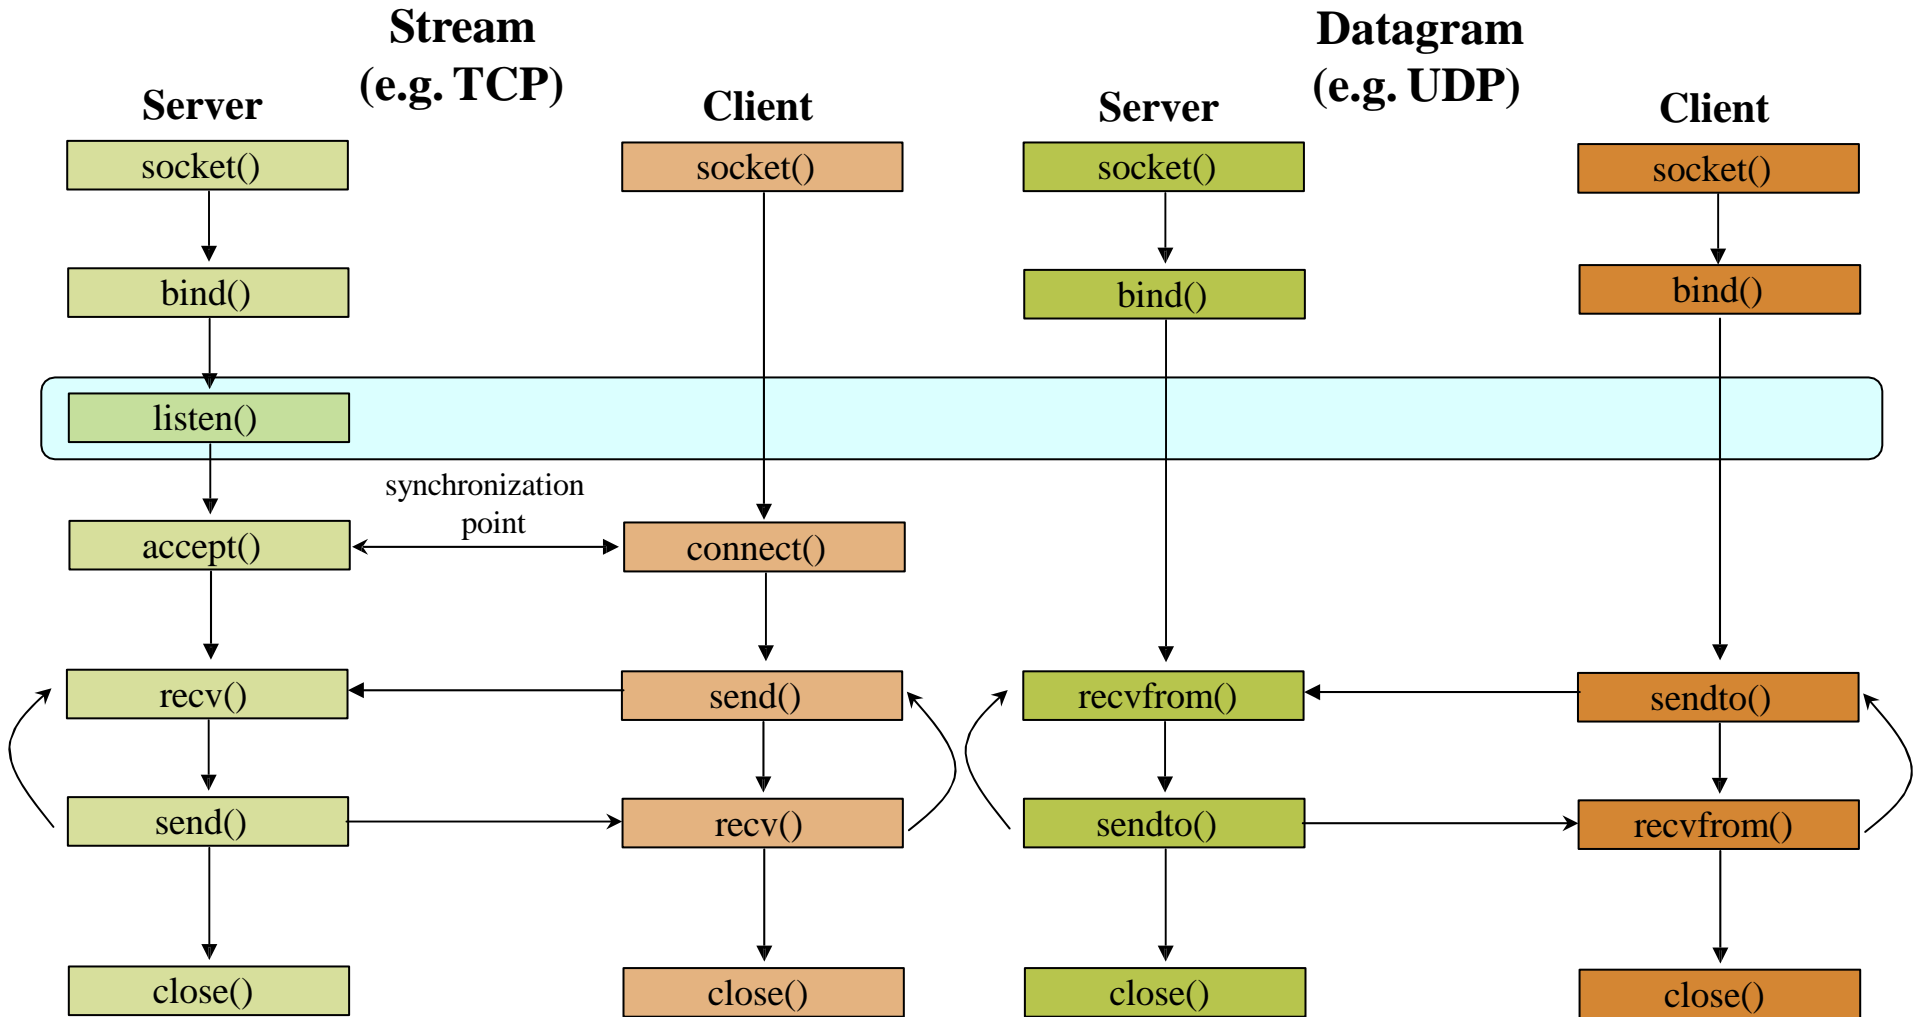 Stream
(e.g. TCP)
Server
Client
socket()
bind()
listen()
accept()
recv()
send()
close()
synchronization
point
socket()
connect()
send()
recv()
close()
Datagram
(e.g. UDP)
Server
Client
socket()
bind()
recvfrom()
sendto()
close()
socket()
bind()
sendto()
recvfrom()
close()